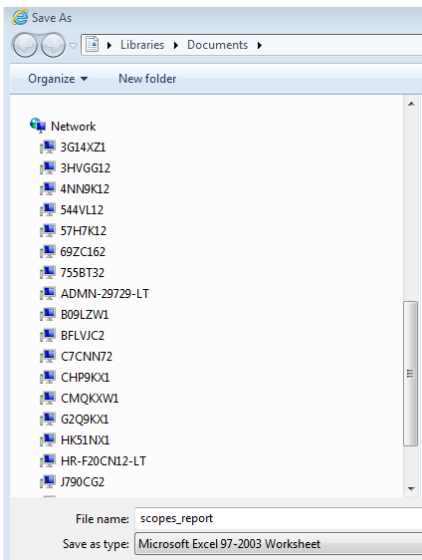 Save As
Libraries Documents
Organize New folder
Network
3G14XZ1
3HVGG12
4NN9K12
544VL12
57H7K12
69ZC162
755BT32
ADMN-29729-LT
B09LZW1
BFLVJC2
C7CNN72
CHP9KX1
CMQKXW1
G2Q9KX1
HK51NX1
HR-F20CN12-LT
J790CG2
File name: scopes_report
Save as type: Microsoft Excel 97-2003 Worksheet